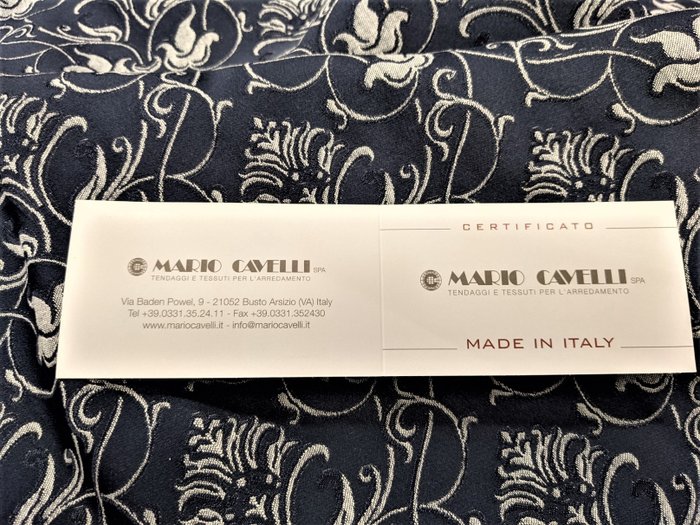 MARIO CAVELLI SPA
TENDAGGI E TESSUTI PER L'ARREDAMENTO
Via Baden Powel, 9 - 21052 Busto Arsizio (VA) Italy
Tel +39.0331.35.24.11 - Fax +39.0331.352430
www.mariocavelli.it - info@mariocavelli.it
CERTIFICATO
MARIO CAVELLI SPA
TENDAGGI E TESSUTI PER L'ARREDAMENTO
MADE IN ITALY